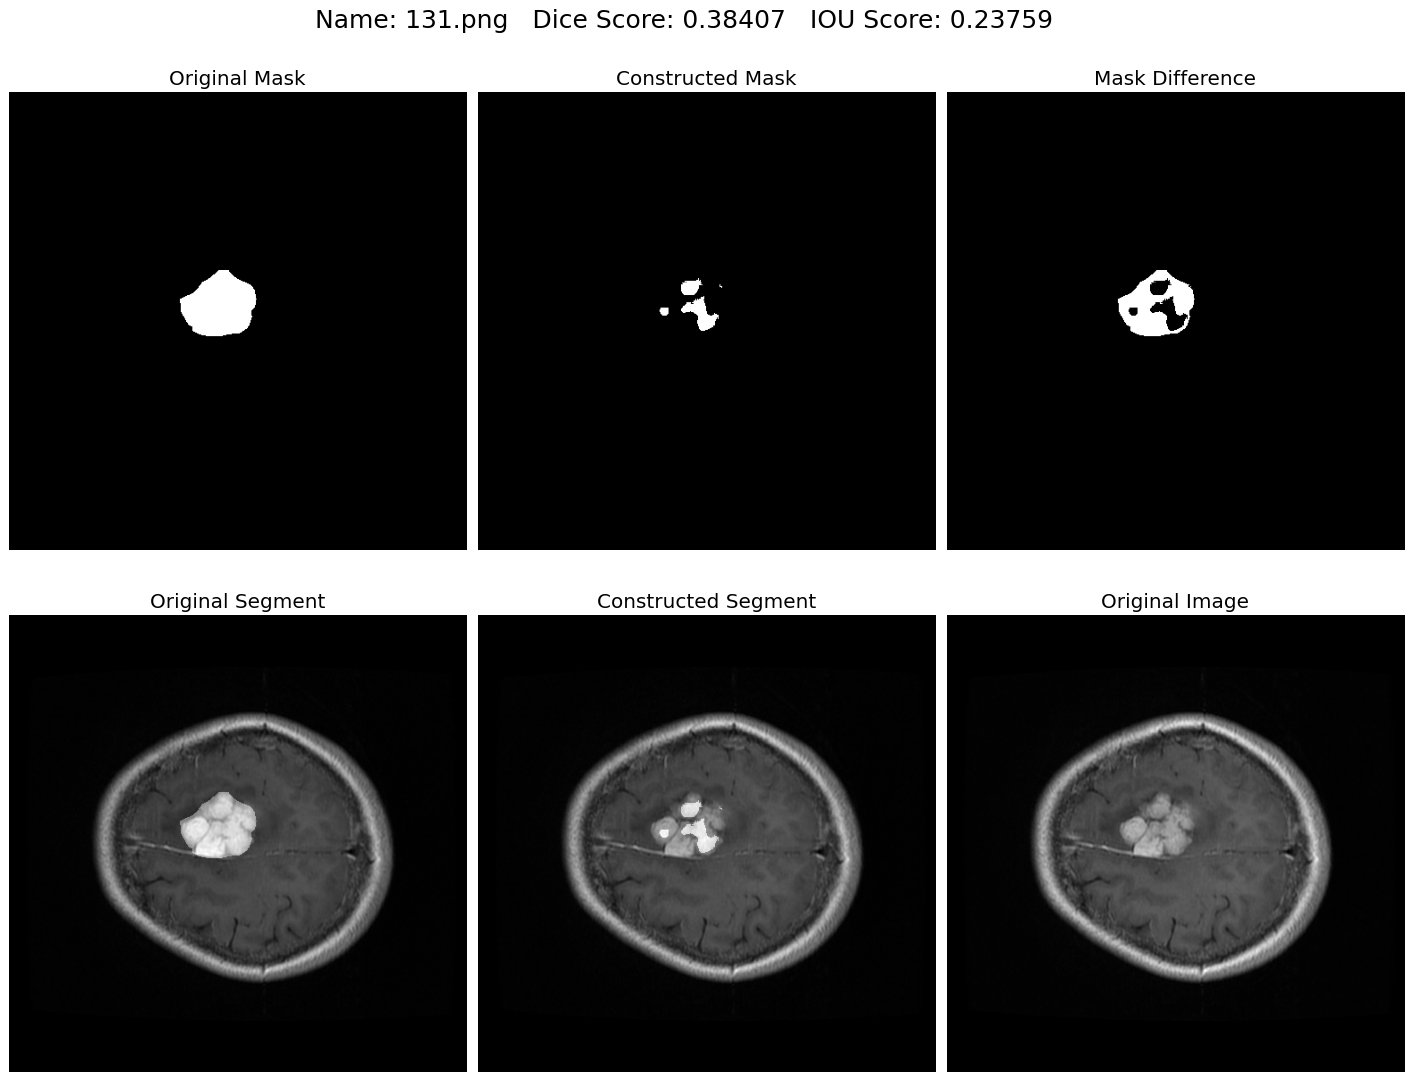 Name: 131.png   Dice Score: 0.38407   IOU Score: 0.23759
Original Mask
Constructed Mask
Mask Difference
Original Segment
Constructed Segment
Original Image